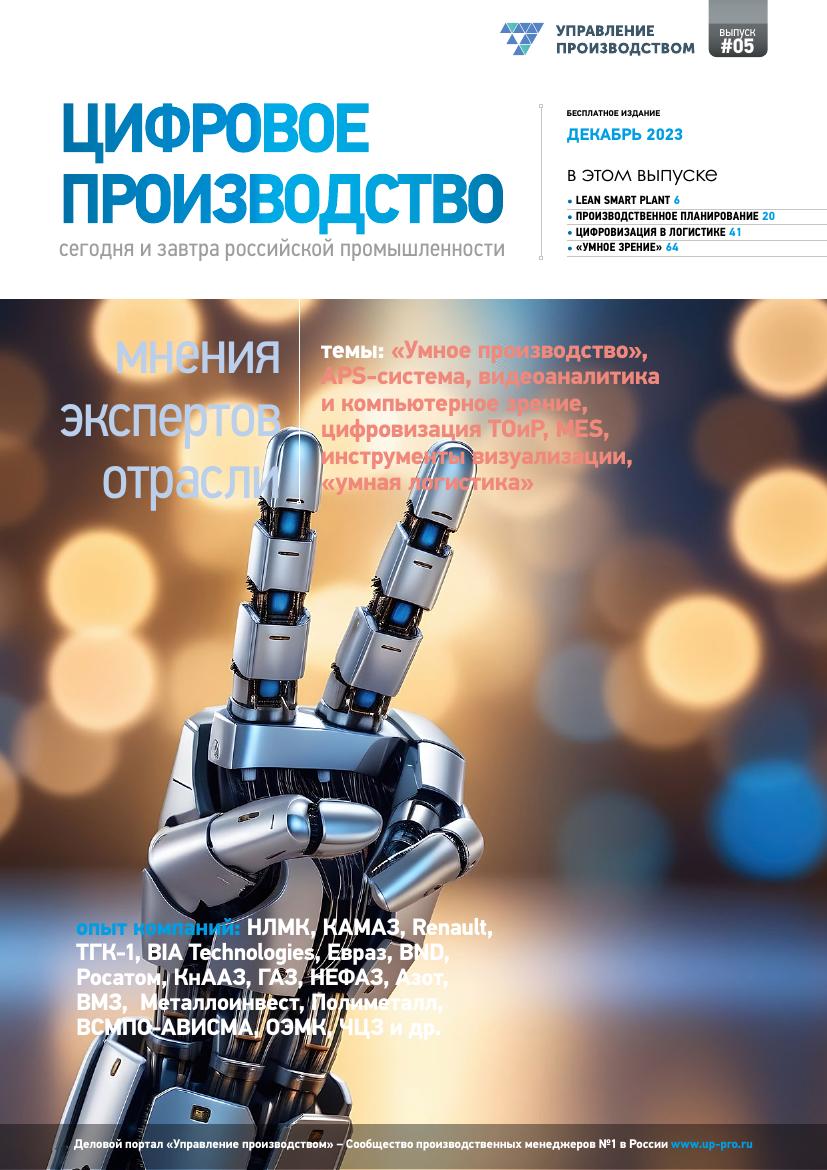 УПРАВЛЕНИЕ
ПРОИЗВОДСТВОМ
ВЫПУСК
#05
ЦИФРОВОЕ
ПРОИЗВОДСТВО
сегодня и завтра российской промышленности
БЕСПЛАТНОЕ ИЗДАНИЕ
ДЕКАБРЬ 2023
в этом выпуске
• LEAN SMART PLANT 6
• ПРОИЗВОДСТВЕННОЕ ПЛАНИРОВАНИЕ 20
• ЦИФРОВИЗАЦИЯ В ЛОГИСТИКЕ 41
• «УМНОЕ ЗРЕНИЕ» 64
мнения
экспертов
отрасли
темы: «Умное производство»,
APS-система, видеоаналитика
и компьютерное зрение,
цифровизация ТОиР, MES,
инструменты визуализации,
«умная логистика»
опыт компаний: НЛМК, КАМАЗ, Renault,
ТГК-1, BIA Technologies, Евраз, BND,
Росатом, КнААЗ, ГАЗ, НЕФАЗ, Азот,
ВМЗ, Металлоинвест, Полиметалл,
ВСМПО-АВИСМА, ОЭМК, ЧЦЗ и др.
Деловой портал «Управление производством» – Сообщество производственных менеджеров №1 в России www.up-pro.ru